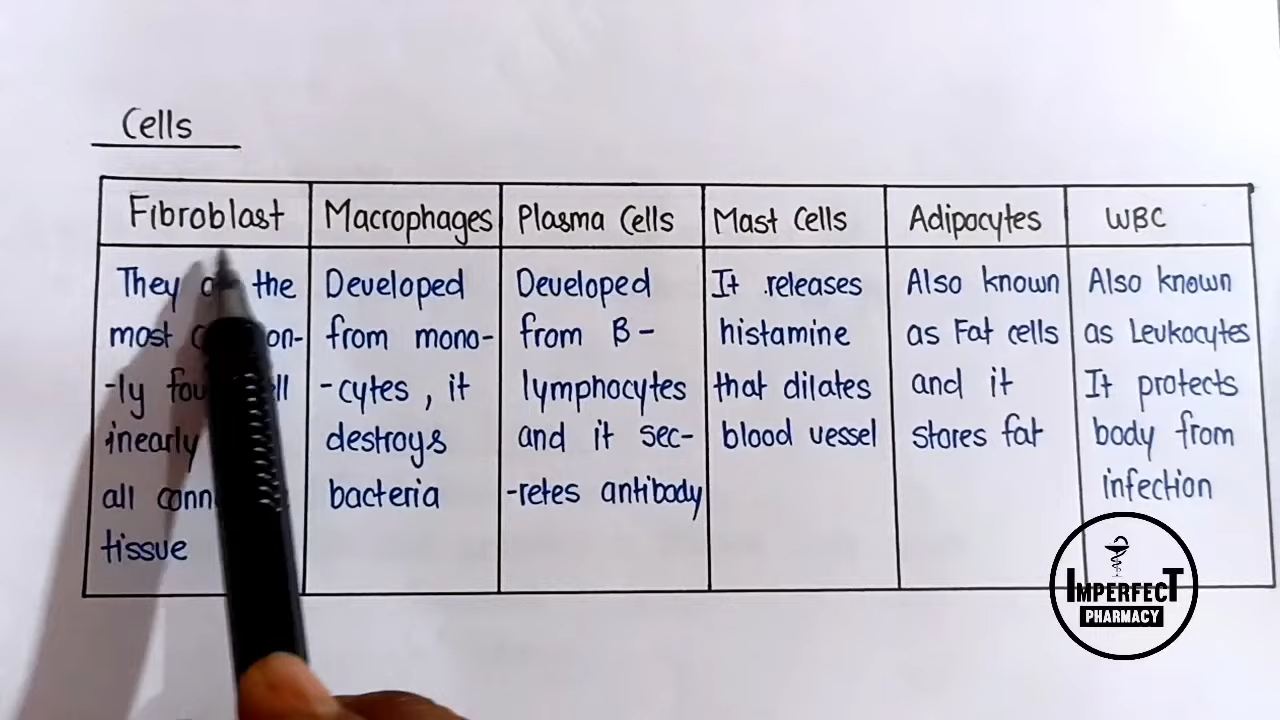 Cells
Fibroblast
They the
most
-ly
inearly
all
tissue
Macrophages
Developed
from mono-
-cytes, it
destroys
bacteria
Plasma Cells
Developed
from B-
lymphocytes
and it sec-
-retes antibody
Mast Cells
It releases
histamine
that dilates
blood vessel
Adipocytes
Also known
as Fat cells
and it
stores fat
WBC
Also known
as Leukocytes
It protects
body from
infection
IMPERFECT
PHARMACY